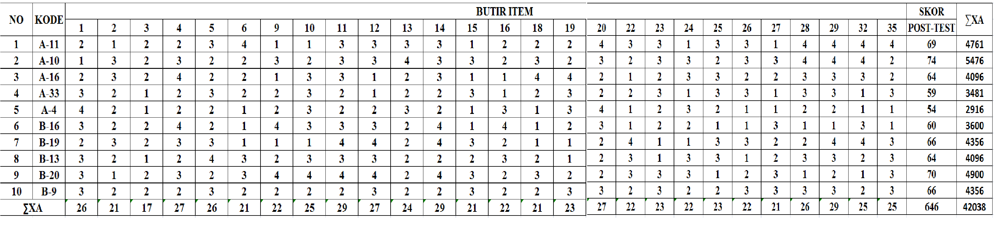 NO KODE BUTIR ITEM SKOR POST-TEST ∑XA
1 2 3 4 5 6 9 10 11 12 13 14 15 16 18 19 20 22 23 24 25 26 27 28 29 32 35
1 A-11 2 1 2 2 3 4 1 1 3 3 3 3 1 2 2 2 4 3 3 1 3 3 1 4 4 4 4 69 4761
2 A-10 1 3 2 3 2 2 3 2 3 3 4 3 3 2 3 2 3 2 3 3 2 3 3 4 4 4 2 74 5476
3 A-16 2 3 2 4 2 2 1 3 3 1 2 3 1 1 4 4 2 1 2 3 3 2 2 3 3 3 2 64 4096
4 A-33 3 2 1 2 3 2 2 3 2 1 2 2 3 1 2 3 2 2 3 1 3 3 1 3 3 1 3 59 3481
5 A-4 4 2 1 2 2 1 2 3 2 2 3 2 1 3 1 3 4 1 2 3 2 1 1 2 2 1 1 54 2916
6 B-16 3 2 2 4 2 1 4 3 3 3 2 4 1 4 1 2 3 1 2 2 1 1 3 1 1 3 1 60 3600
7 B-19 2 3 2 3 3 1 1 1 4 4 2 4 3 2 1 1 2 4 1 1 3 3 2 2 4 4 3 66 4356
8 B-13 3 2 1 2 4 3 2 3 3 3 2 2 2 3 2 1 2 3 1 3 3 1 2 3 3 2 3 64 4096
9 B-20 3 1 2 3 2 3 4 4 4 4 2 4 3 2 3 2 2 3 3 3 1 2 3 1 2 1 3 70 4900
10 B-9 3 2 2 2 3 2 2 2 2 3 2 2 3 2 2 3 3 2 3 2 2 3 3 3 3 2 3 66 4356
∑XA 26 21 17 27 26 21 22 25 29 27 24 29 21 22 21 23 27 22 23 22 23 22 21 26 29 25 25 646 42038